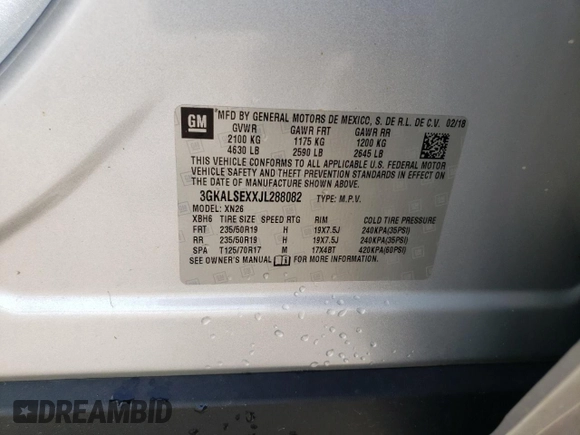 GM
MFD BY GENERAL MOTORS DE MEXICO, S. DE R.L. DE C.V. 02/18
GVWR GAWR FRT GAWR RR
2100 KG 1175 KG 1200 KG
4630 LB 2590 LB 2645 LB
THIS VEHICLE CONFORMS TO ALL APPLICABLE U.S. FEDERAL MOTOR
VEHICLE SAFETY AND THEFT PREVENTION STANDARDS IN EFFECT ON
THE DATE OF MANUFACTURE SHOWN ABOVE.
3GKALSEXXJL288082 TYPE: M.P.V.
MODEL: XN26
XBH6 TIRE SIZE SPEED RTG RIM COLD TIRE PRESSURE
FRT 235/50R19 H 19X7.5J 240KPA(35PSI)
RR 235/50R19 H 19X7.5J 240KPA(35PSI)
SPA T125/70R17 M 17X4BT 420KPA(60PSI)
SEE OWNER'S MANUAL FOR MORE INFORMATION.
DREAMBID